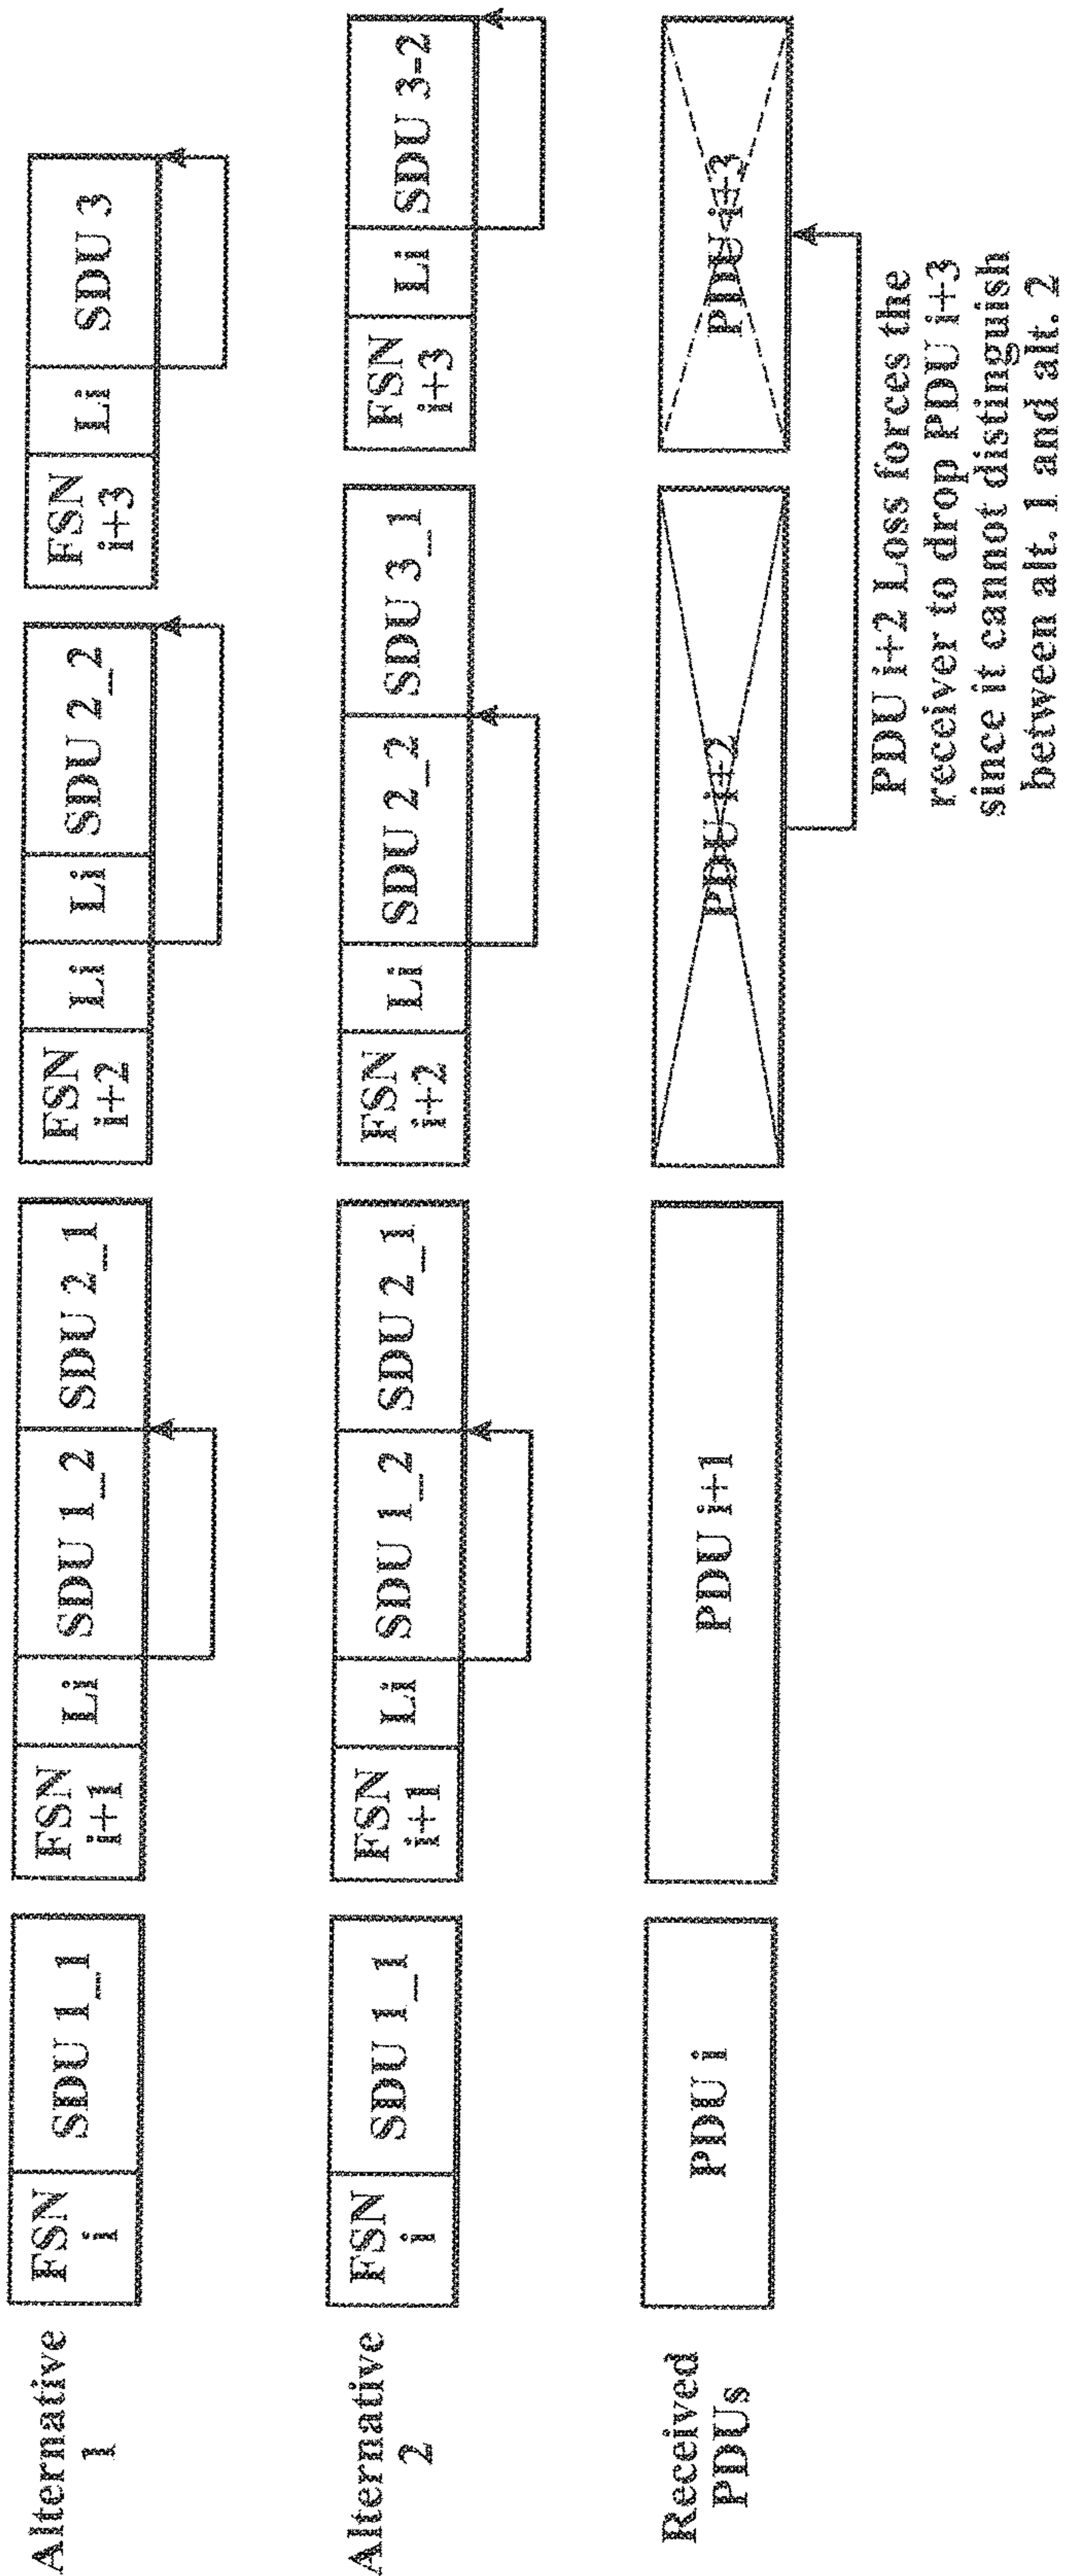 Alternative
1
FSN
i
SDU 1_1
FSN
i+1
Li
SDU 1_2
SDU 2_1
FSN
i+2
Li
Li
SDU 2_2
FSN
i+3
Li
SDU 3
Alternative
2
FSN
i
SDU 1_1
FSN
i+1
Li
SDU 1_2
SDU 2_1
FSN
i+2
Li
SDU 2_2
SDU 3_1
FSN
i+3
Li
SDU 3-2
Received
PDUs
PDU i
PDU i+1
PDU i+2
PDU i+3
PDU i+2 Loss forces the
receiver to drop PDU i+3
since it cannot distinguish
between alt. 1 and alt. 2